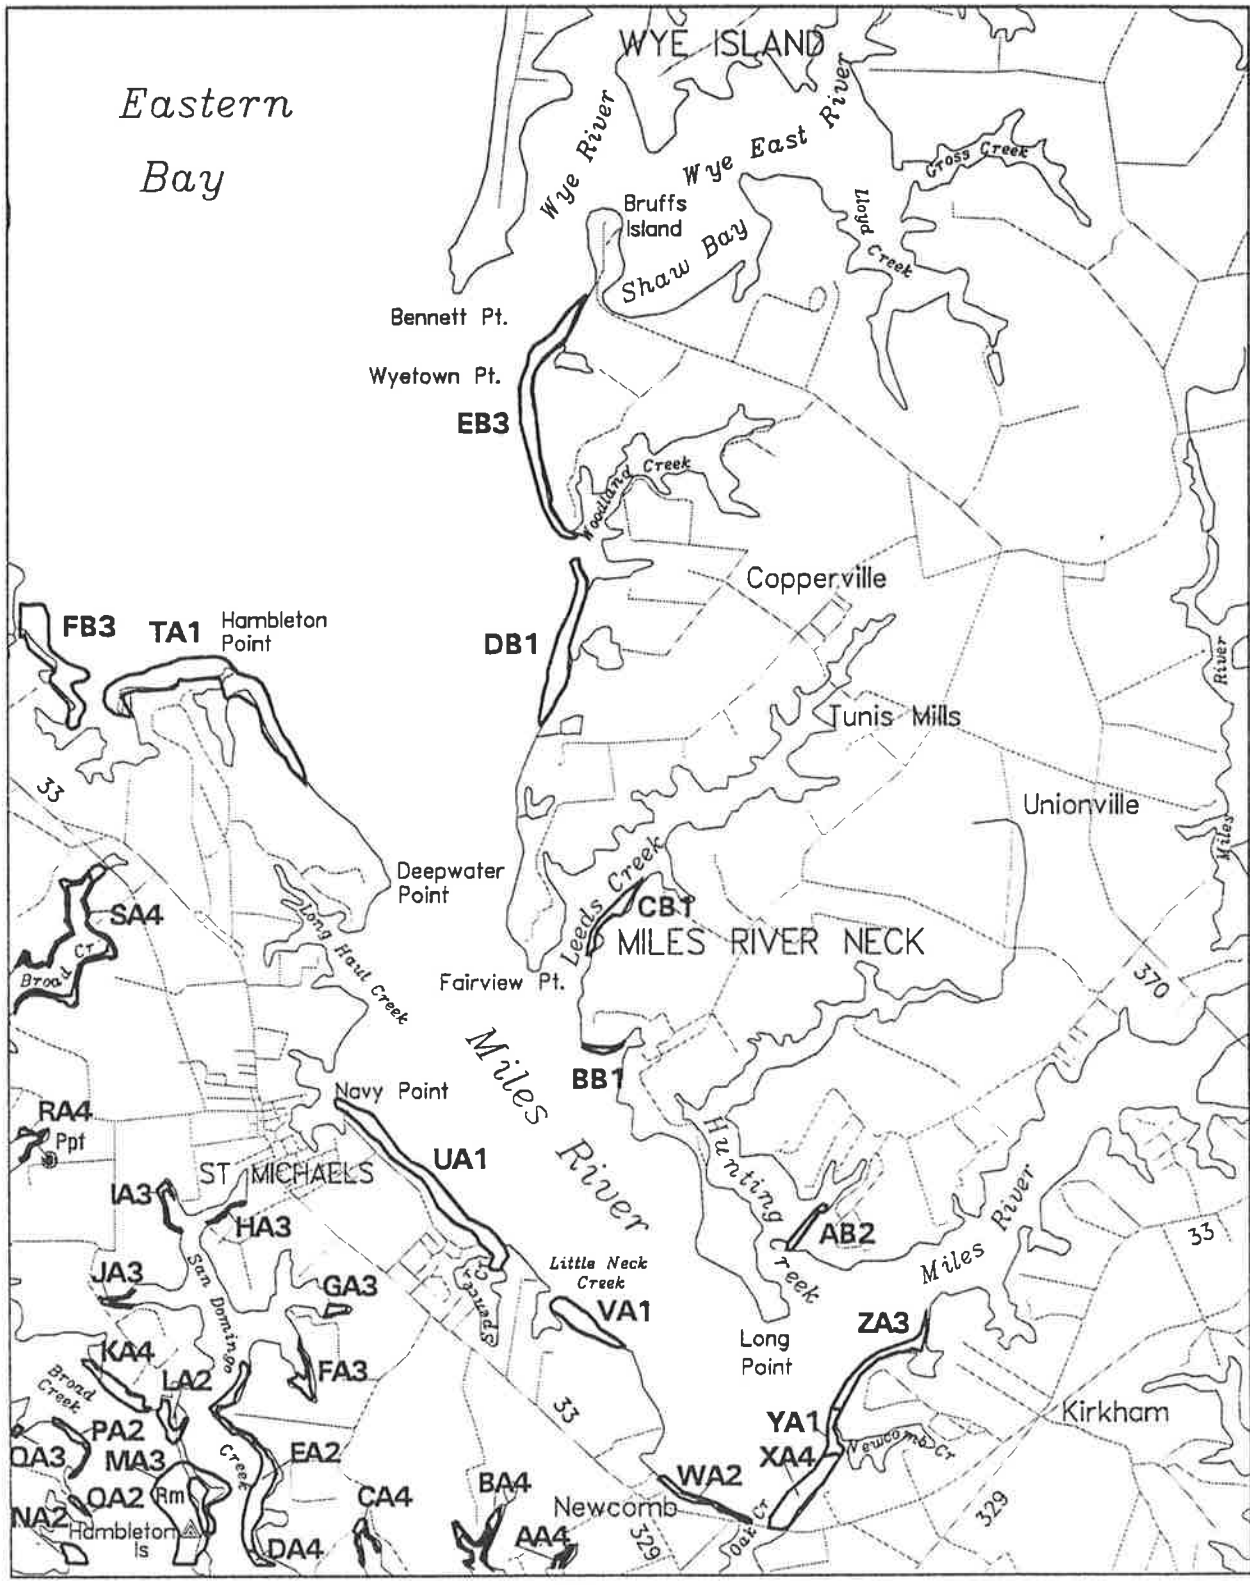 WYE ISLAND
Eastern
Bay
Wye River
Wye East River
Gross Creek
Bruffs
Island
Shaw Bay
Lloyd
Creek
Bennett Pt.
Wyetown Pt.
EB3
Woodland Creek
Copperville
FB3
TA1
Hambleton
Point
DB1
River
Tunis Mills
33
Unionville
Miles
Deepwater
Point
Leeds Creek
CB1
SA4
Long Haul Creek
MILES RIVER NECK
Broad Cr
Fairview Pt.
370
Miles River
BB1
Navy Point
RA4
Ppt
UA1
Hunting
Creek
ST MICHAELS
IA3
HA3
AB2
Miles River
33
JA3
San Domingo
Creek
GA3
Spencer Cr
Little Neck
Creek
VA1
ZA3
Long
Point
KA4
LA2
FA3
Broad
Creek
33
YA1
Kirkham
PA2
Newcomb Cr
QA3
MA3
EA2
XA4
WA2
OA2
Rm
CA4
BA4
Newcomb
NA2
Hambleton
Is
DA4
AA4
329
Oak Cr
329